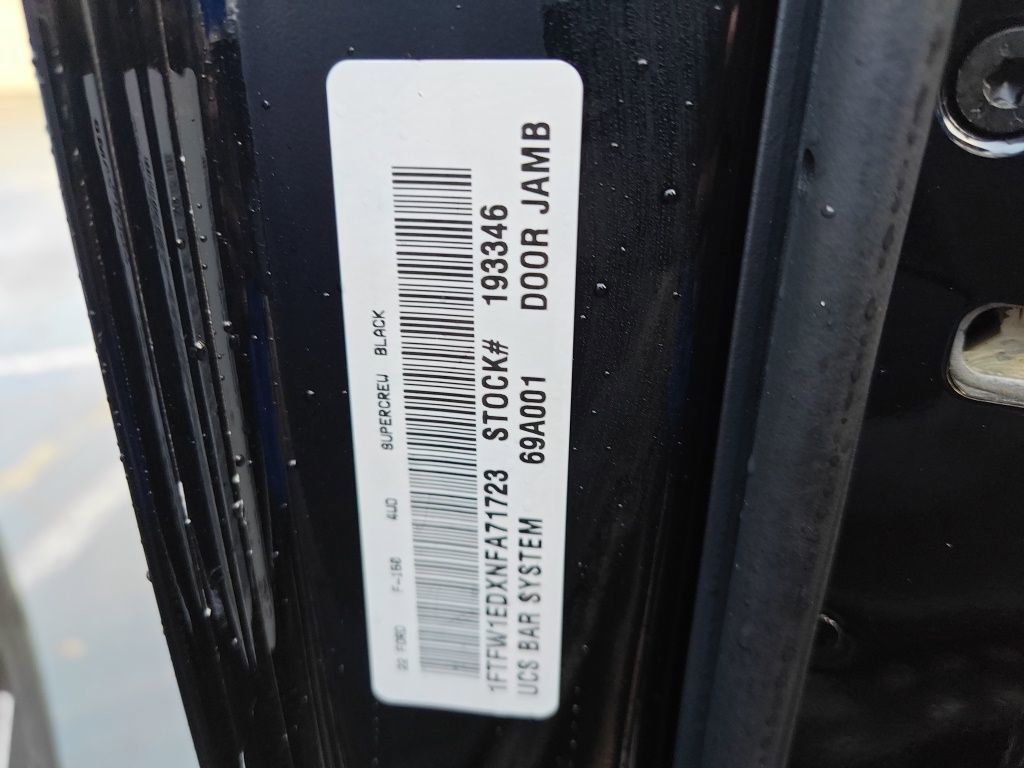 22 FORD F-150 4WD SUPERCREW BLACK
1FTFW1EDXNFA71723 STOCK# 193346
UCS BAR SYSTEM 69A001 DOOR JAMB